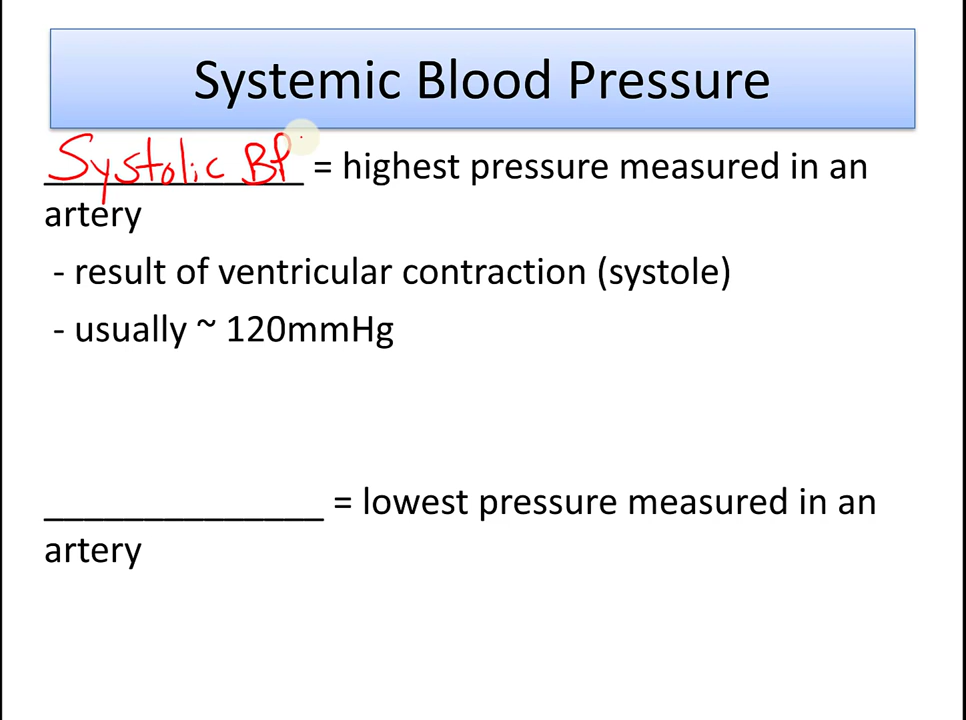 Systemic Blood Pressure
Systolic BP = highest pressure measured in an
artery
- result of ventricular contraction (systole)
- usually ~ 120mmHg
______________ = lowest pressure measured in an
artery